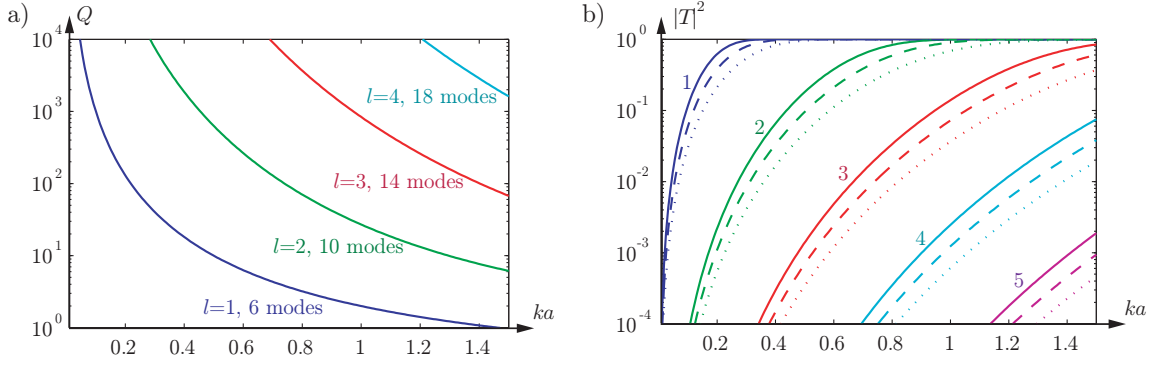 a)
Q
10^4
10^3
10^2
10^1
10^0
0.2 0.4 0.6 0.8 1 1.2 1.4
ka
l=4, 18 modes
l=3, 14 modes
l=2, 10 modes
l=1, 6 modes
b)
|T|^2
10^0
10^-1
10^-2
10^-3
10^-4
0.2 0.4 0.6 0.8 1 1.2 1.4
ka
1
2
3
4
5